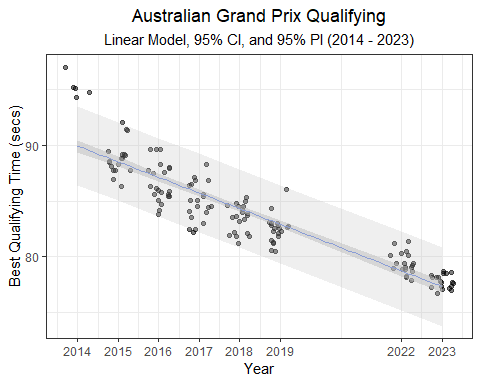 Australian Grand Prix Qualifying
Linear Model, 95% CI, and 95% PI (2014 - 2023)
Best Qualifying Time (secs)
90
80
2014 2015 2016 2017 2018 2019 2022 2023
Year